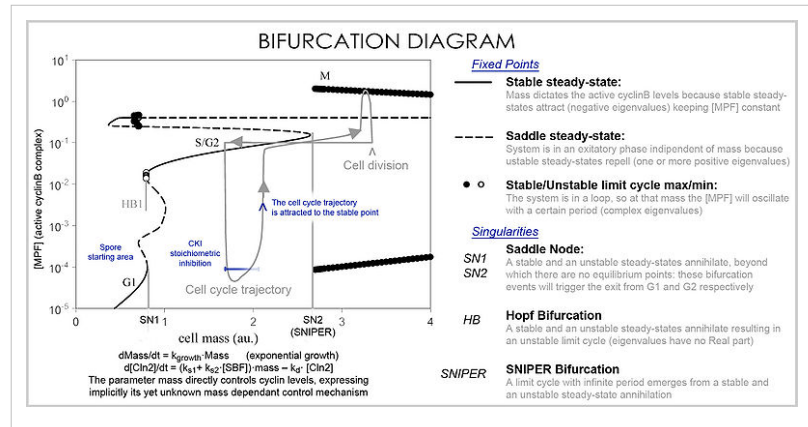 BIFURCATION DIAGRAM
[MPF] (active cyclinB complex)
10¹
10⁰
10⁻¹
10⁻²
10⁻³
10⁻⁴
10⁻⁵
M
S/G2
Cell division
HB1
The cell cycle trajectory
is attracted to the stable point
Spore
starting area
CKI
stoichiometric
inhibition
G1
Cell cycle trajectory
0
SN1
1
2
SN2
(SNIPER)
3
4
cell mass (au.)
dMass/dt = kgrowth·Mass (exponential growth)
d[Cln2]/dt = (ks1+ ks2·[SBF])·mass – kd· [Cln2]
The parameter mass directly controls cyclin levels, expressing
implicitly its yet unknown mass dependant control mechanism
Fixed Points
Stable steady-state:
Mass dictates the active cyclinB levels because stable steady-
states attract (negative eigenvalues) keeping [MPF] constant
Saddle steady-state:
System is in an exitatory phase indipendent of mass because
ustable steady-states repell (one or more positive eigenvalues)
Stable/Unstable limit cycle max/min:
The system is in a loop, so at that mass the [MPF] will oscillate
with a certain period (complex eigenvalues)
Singularities
SN1
SN2
Saddle Node:
A stable and an unstable steady-states annihilate, beyond
which there are no equilibrium points: these bifurcation
events will trigger the exit from G1 and G2 respectively
HB
Hopf Bifurcation
A stable and an unstable steady-states annihilate resulting in
an unstable limit cycle (eigenvalues have no Real part)
SNIPER
SNIPER Bifurcation
A limit cycle with infinite period emerges from a stable and
an unstable steady-state annihilation